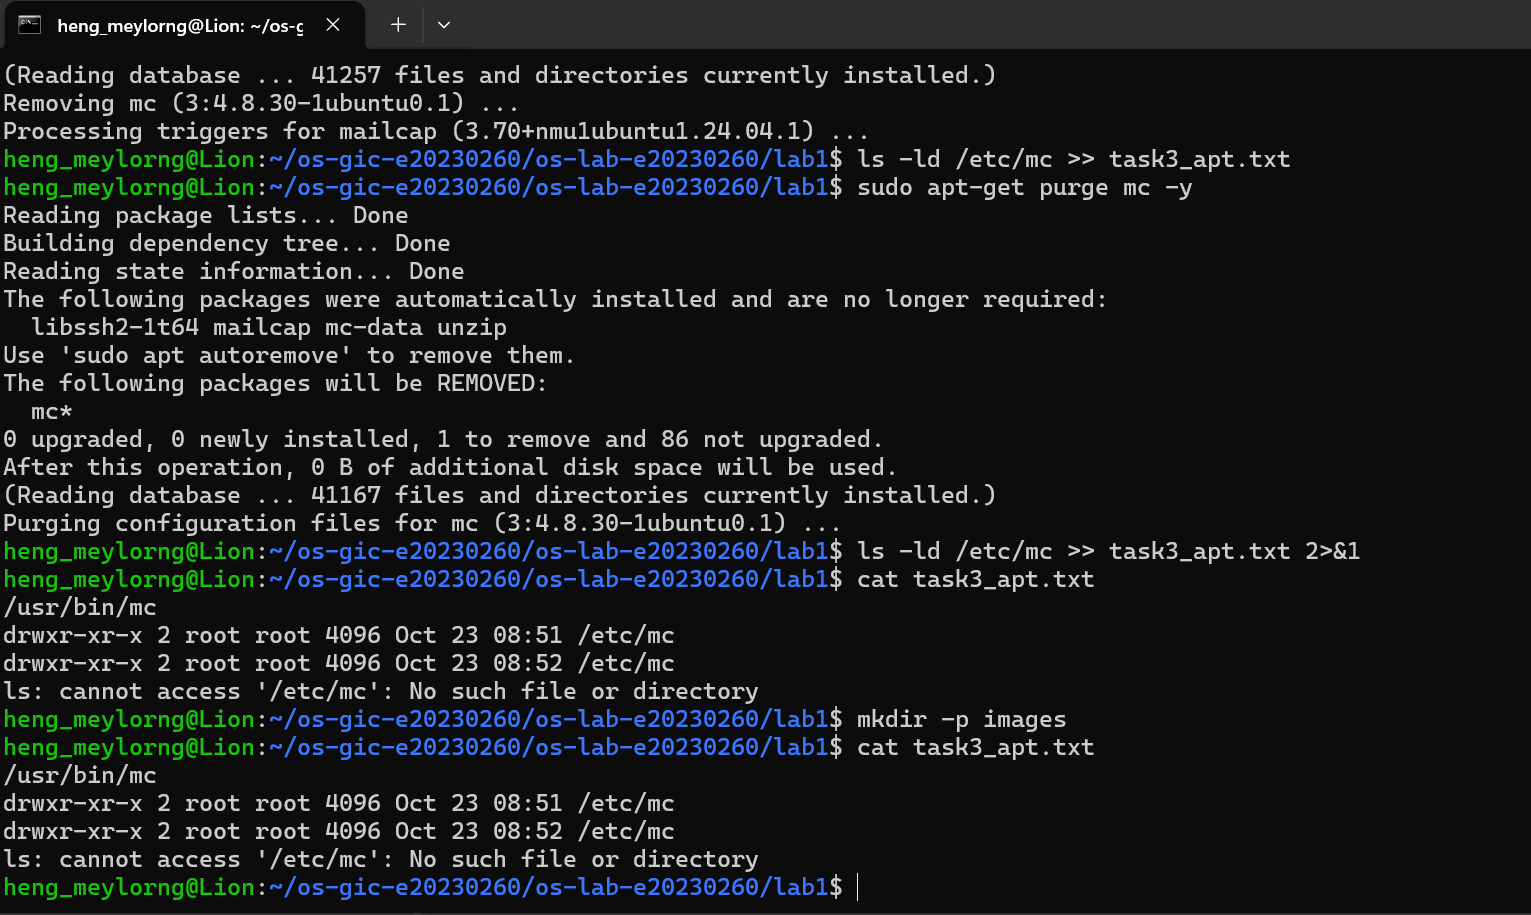 heng_meylorng@Lion: ~/os-g
(Reading database ... 41257 files and directories currently installed.)
Removing mc (3:4.8.30-1ubuntu0.1) ...
Processing triggers for mailcap (3.70+nmu1ubuntu1.24.04.1) ...
heng_meylorng@Lion:~/os-gic-e20230260/os-lab-e20230260/lab1$ ls -ld /etc/mc >> task3_apt.txt
heng_meylorng@Lion:~/os-gic-e20230260/os-lab-e20230260/lab1$ sudo apt-get purge mc -y
Reading package lists... Done
Building dependency tree... Done
Reading state information... Done
The following packages were automatically installed and are no longer required:
  libssh2-1t64 mailcap mc-data unzip
Use 'sudo apt autoremove' to remove them.
The following packages will be REMOVED:
  mc*
0 upgraded, 0 newly installed, 1 to remove and 86 not upgraded.
After this operation, 0 B of additional disk space will be used.
(Reading database ... 41167 files and directories currently installed.)
Purging configuration files for mc (3:4.8.30-1ubuntu0.1) ...
heng_meylorng@Lion:~/os-gic-e20230260/os-lab-e20230260/lab1$ ls -ld /etc/mc >> task3_apt.txt 2>&1
heng_meylorng@Lion:~/os-gic-e20230260/os-lab-e20230260/lab1$ cat task3_apt.txt
/usr/bin/mc
drwxr-xr-x 2 root root 4096 Oct 23 08:51 /etc/mc
drwxr-xr-x 2 root root 4096 Oct 23 08:52 /etc/mc
ls: cannot access '/etc/mc': No such file or directory
heng_meylorng@Lion:~/os-gic-e20230260/os-lab-e20230260/lab1$ mkdir -p images
heng_meylorng@Lion:~/os-gic-e20230260/os-lab-e20230260/lab1$ cat task3_apt.txt
/usr/bin/mc
drwxr-xr-x 2 root root 4096 Oct 23 08:51 /etc/mc
drwxr-xr-x 2 root root 4096 Oct 23 08:52 /etc/mc
ls: cannot access '/etc/mc': No such file or directory
heng_meylorng@Lion:~/os-gic-e20230260/os-lab-e20230260/lab1$